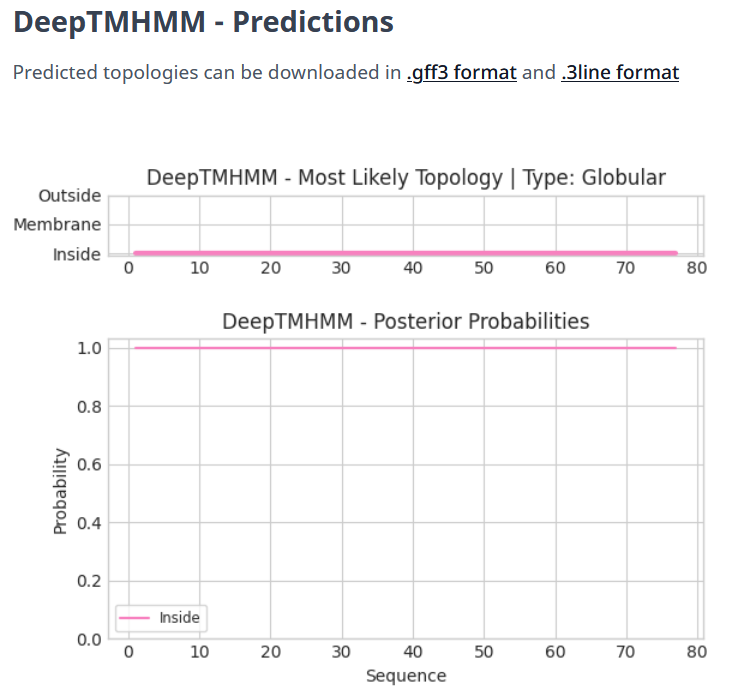 DeepTMHMM - Predictions
Predicted topologies can be downloaded in .gff3 format and .3line format
DeepTMHMM - Most Likely Topology | Type: Globular
Outside
Membrane
Inside
0 10 20 30 40 50 60 70 80
DeepTMHMM - Posterior Probabilities
1.0
0.8
0.6
0.4
0.2
0.0
Probability
Inside
0 10 20 30 40 50 60 70 80
Sequence